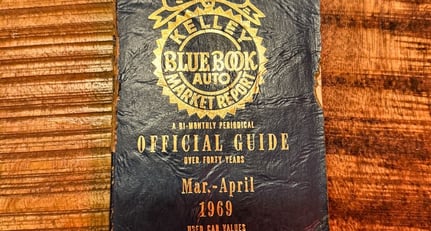 KELLEY
BLUE BOOK
AUTO
MARKET REPORT
A BI-MONTHLY PERIODICAL
OFFICIAL GUIDE
OVER FORTY YEARS
Mar.-April
1969
USED CAR VALUES